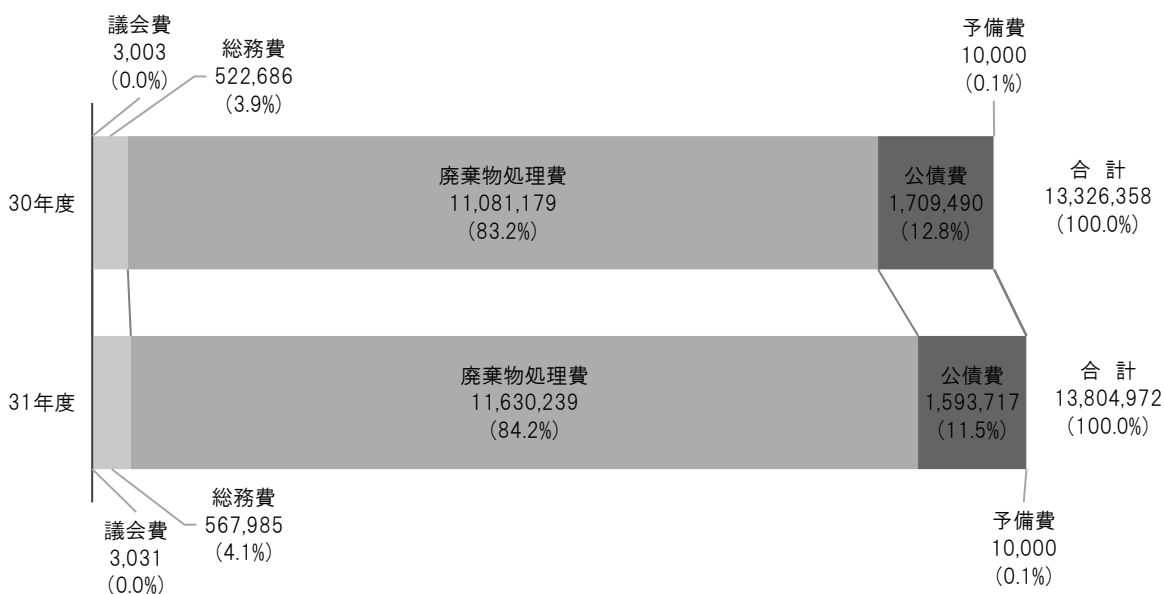 議会費
3,003
(0.0%)
総務費
522,686
(3.9%)
予備費
10,000
(0.1%)
30年度
廃棄物処理費
11,081,179
(83.2%)
公債費
1,709,490
(12.8%)
合 計
13,326,358
(100.0%)
31年度
廃棄物処理費
11,630,239
(84.2%)
公債費
1,593,717
(11.5%)
合 計
13,804,972
(100.0%)
議会費
3,031
(0.0%)
総務費
567,985
(4.1%)
予備費
10,000
(0.1%)